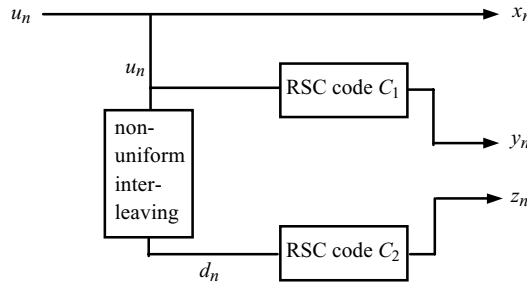 u_n x_n
u_n
RSC code C_1
non-
uniform
inter-
leaving
y_n
z_n
RSC code C_2
d_n